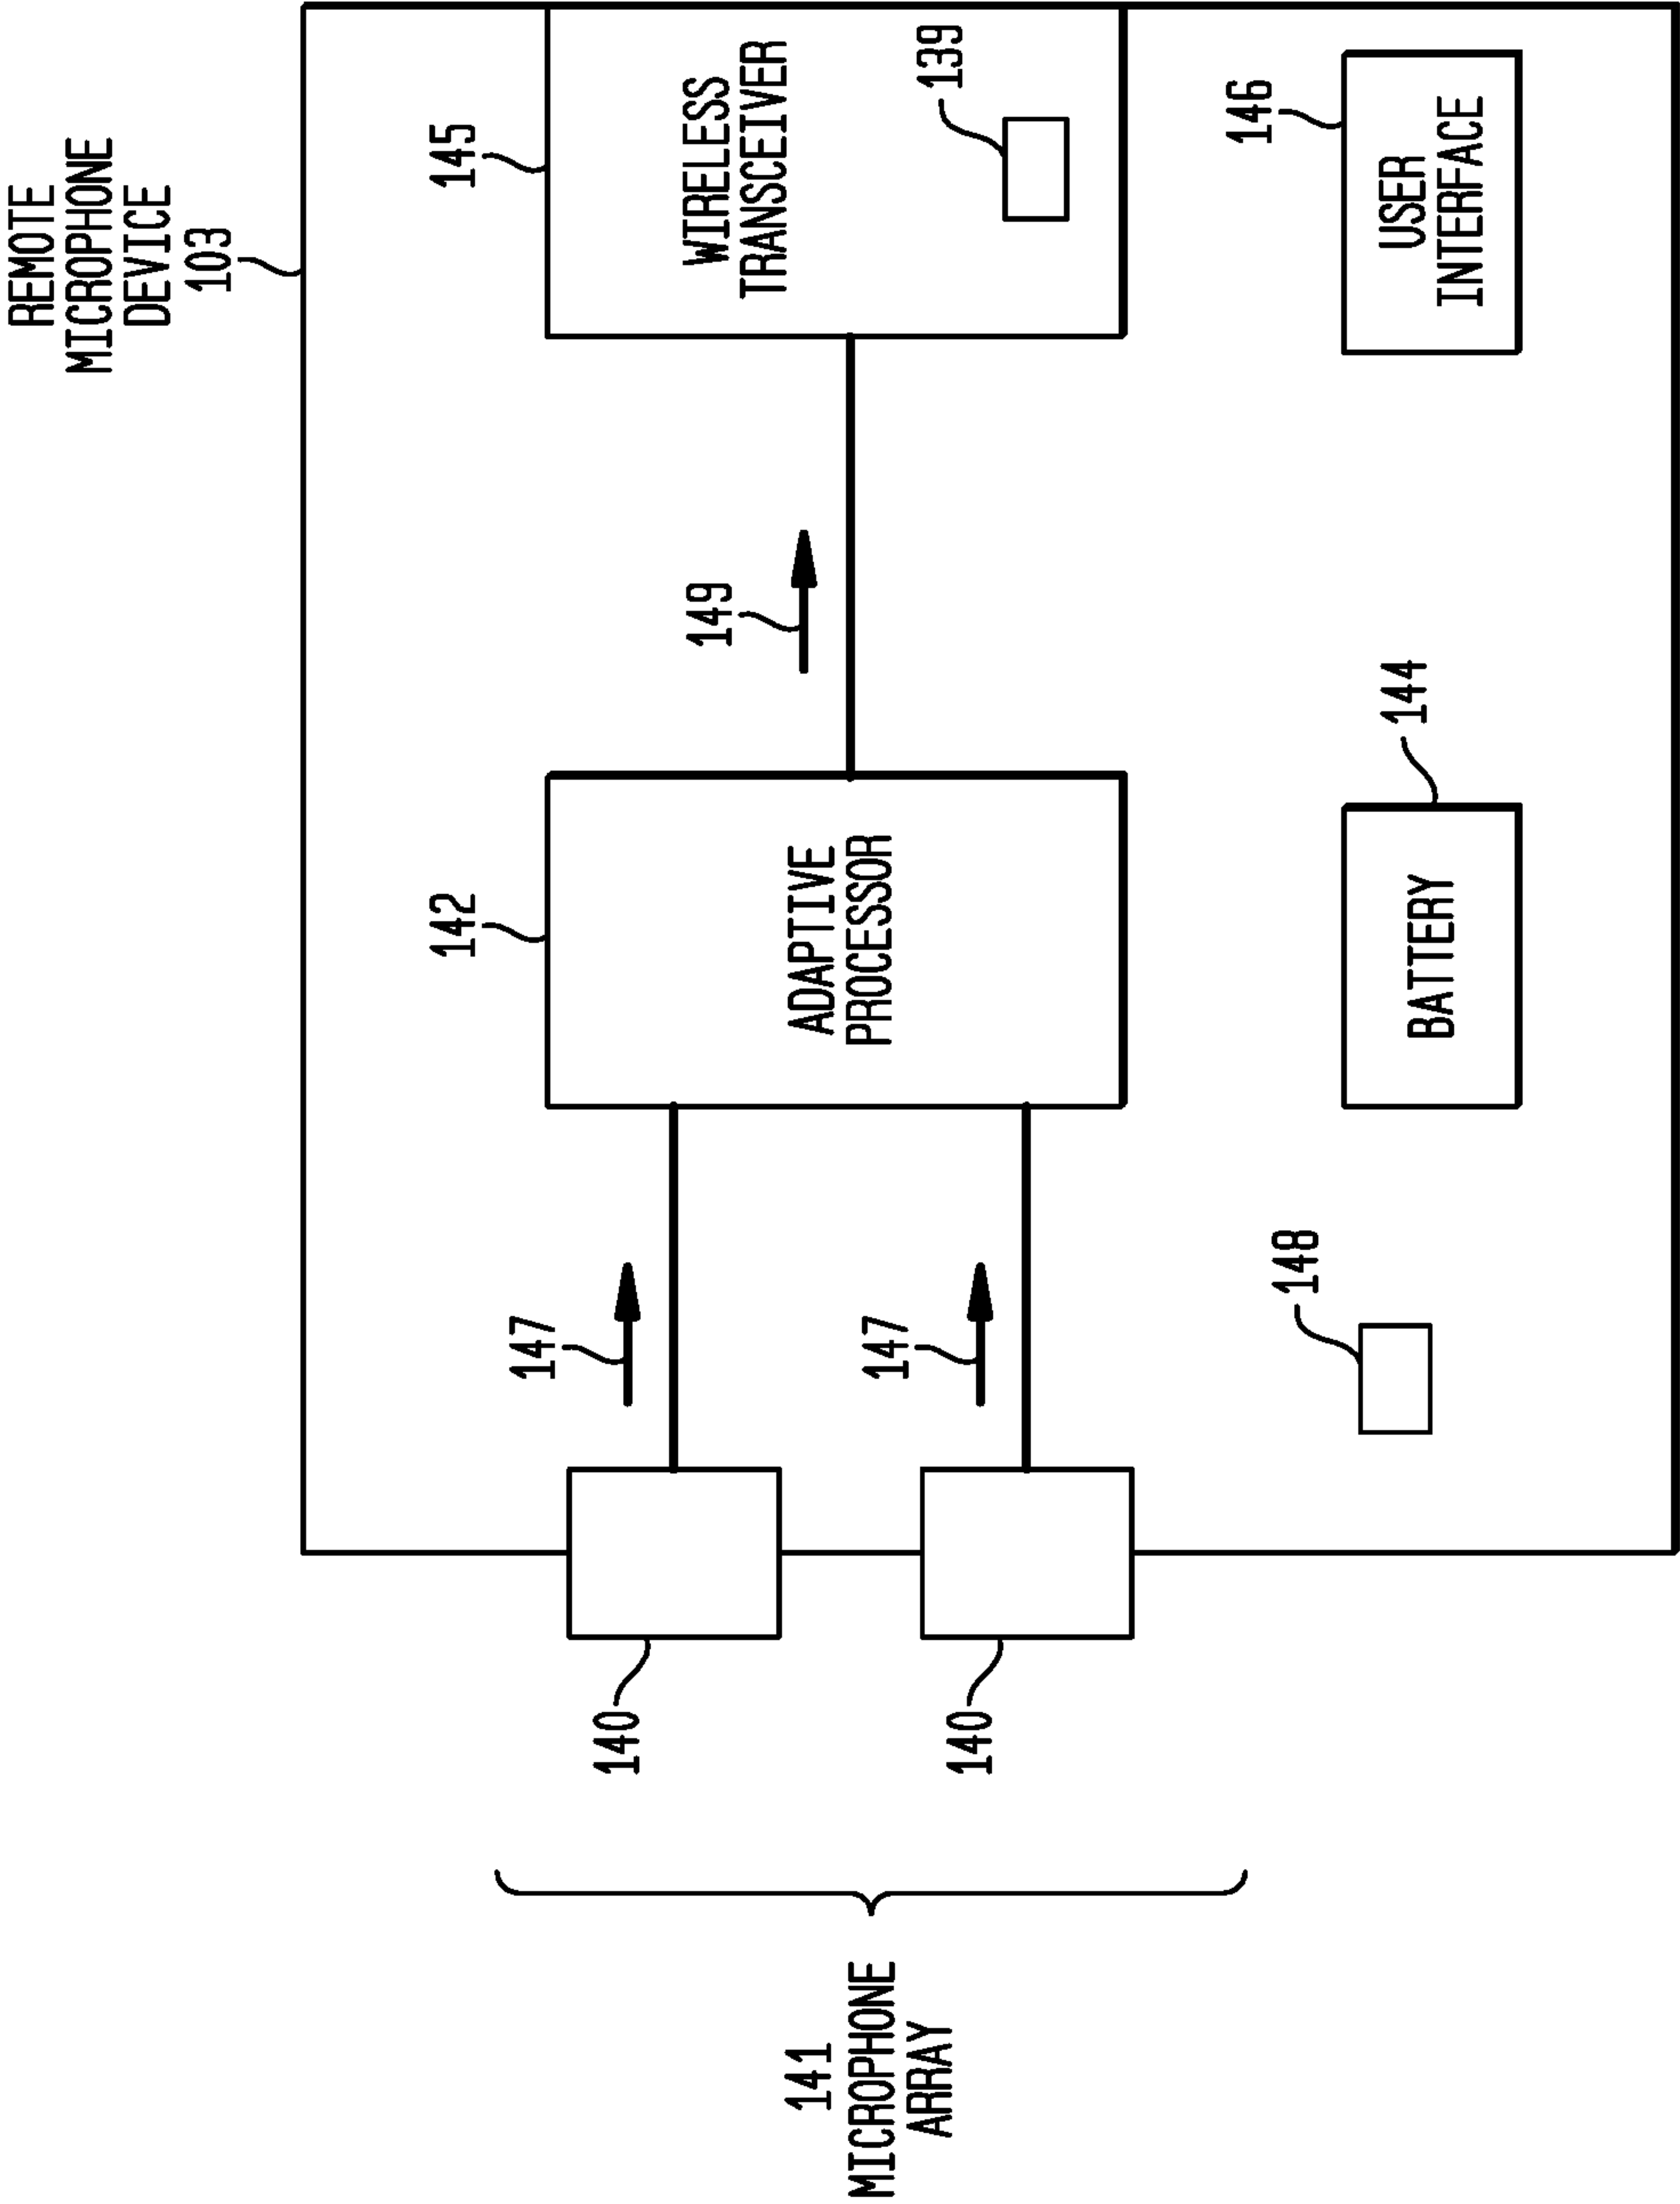 REMOTE
MICROPHONE
DEVICE
103
145
WIRELESS
TRANSCEIVER
139
146
USER
INTERFACE
149
142
ADAPTIVE
PROCESSOR
144
BATTERY
147
147
148
140
140
141
MICROPHONE
ARRAY